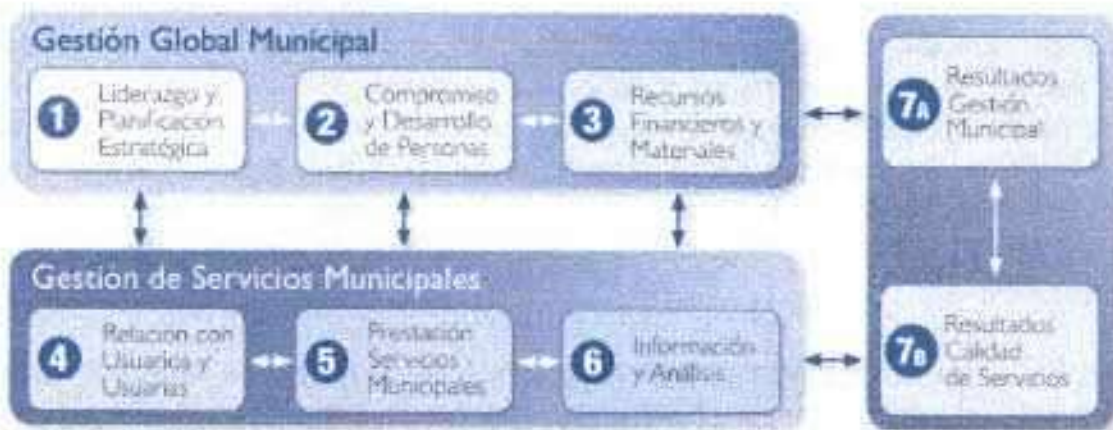 Gestión Global Municipal
1
Liderazgo y
Planificación
Estratégica
2
Compromiso
y Desarrollo
de Personas
3
Recursos
Financieros y
Materiales
7A
Resultados
Gestión
Municipal
Gestión de Servicios Municipales
4
Relación con
Usuarios y
Usuarias
5
Prestación
Servicios
Municipales
6
Información
y Análisis
7B
Resultados
Calidad
de Servicios